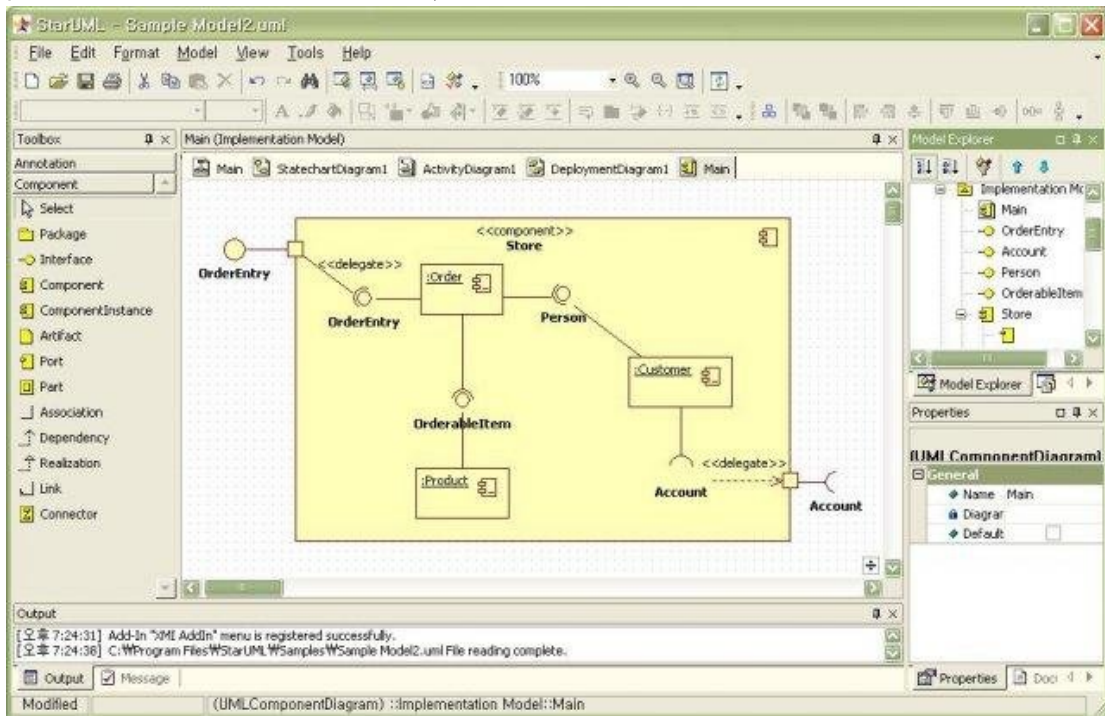 StarUML - Sample Model2.uml
File Edit Format Model View Tools Help
100%
Toolbox
Annotation
Component
Select
Package
Interface
Component
ComponentInstance
Artifact
Port
Part
Association
Dependency
Realization
Link
Connector
Main (Implementation Model)
Main StatechartDiagram1 ActivityDiagram1 DeploymentDiagram1 Main
<<component>>
Store
OrderEntry
<<delegate>>
:Order
OrderEntry
Person
:Customer
OrderableItem
:Product
<<delegate>>
Account
Account
Model Explorer
Implementation Mc
Main
OrderEntry
Account
Person
OrderableItem
Store
Model Explorer
Properties
(UMLComponentDiagram)
General
Name Main
Diagrar
Default
Output
[오후 7:24:31] Add-In "XMI AddIn" menu is registered successfully.
[오후 7:24:38] C:\Program Files\StarUML\Samples\Sample Model2.uml File reading complete.
Output Message
Properties Doci
Modified (UMLComponentDiagram) ::Implementation Model::Main